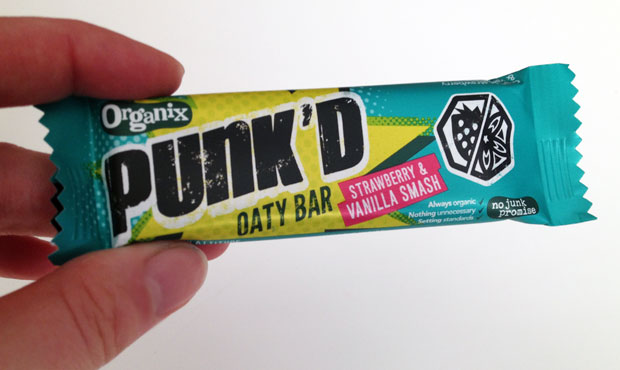 Organix
PUNK'D
OATY BAR
STRAWBERRY &
VANILLA SMASH
Always organic
Nothing unnecessary
Setting standards
no junk
promise